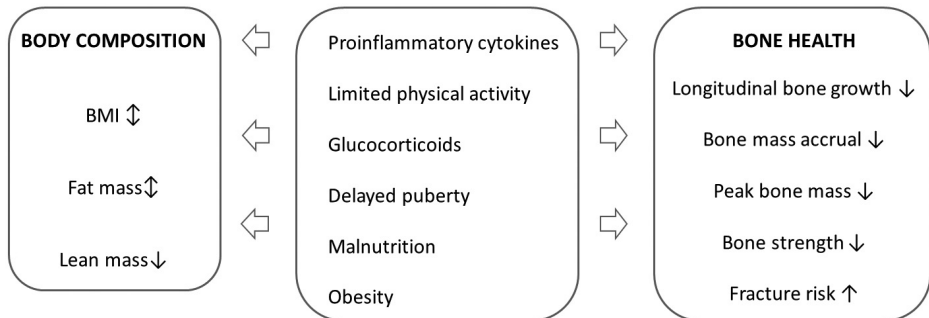 BODY COMPOSITION
BMI ↕
Fat mass↕
Lean mass↓
Proinflammatory cytokines
Limited physical activity
Glucocorticoids
Delayed puberty
Malnutrition
Obesity
BONE HEALTH
Longitudinal bone growth ↓
Bone mass accrual ↓
Peak bone mass ↓
Bone strength ↓
Fracture risk ↑